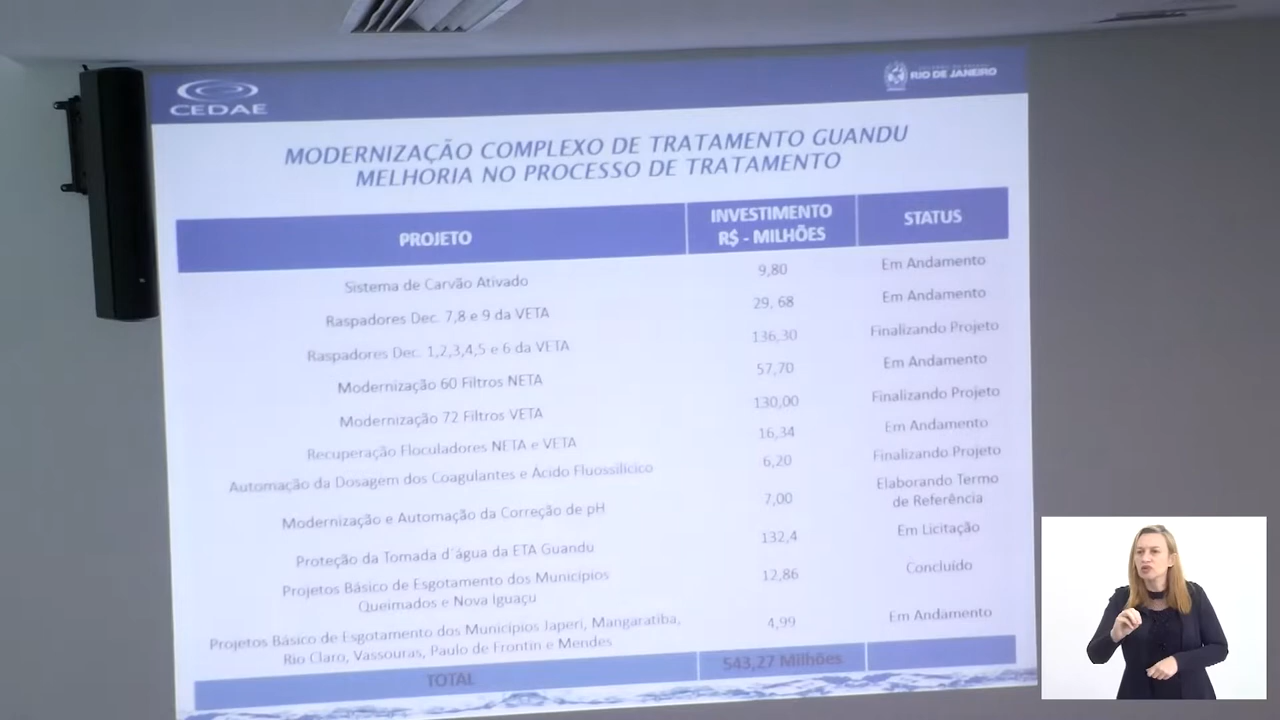 CEDAE
RIO DE JANEIRO
MODERNIZAÇÃO COMPLEXO DE TRATAMENTO GUANDU
MELHORIA NO PROCESSO DE TRATAMENTO
PROJETO INVESTIMENTO R$ - MILHÕES STATUS
Sistema de Carvão Ativado 9,80 Em Andamento
Raspadores Dec. 7,8 e 9 da VETA 29, 68 Em Andamento
Raspadores Dec. 1,2,3,4,5 e 6 da VETA 136,30 Finalizando Projeto
Modernização 60 Filtros NETA 57,70 Em Andamento
Modernização 72 Filtros VETA 130,00 Finalizando Projeto
Recuperação Floculadores NETA e VETA 16,34 Em Andamento
Automação da Dosagem dos Coagulantes e Ácido Fluossilícico 6,20 Finalizando Projeto
Modernização e Automação da Correção de pH 7,00 Elaborando Termo
de Referência
Proteção da Tomada d´água da ETA Guandu 132,4 Em Licitação
Projetos Básico de Esgotamento dos Municípios 12,86 Concluído
Queimados e Nova Iguaçu
Projetos Básico de Esgotamento dos Municípios Japeri, Mangaratiba, 4,99 Em Andamento
Rio Claro, Vassouras, Paulo de Frontin e Mendes
TOTAL 543,27 Milhões